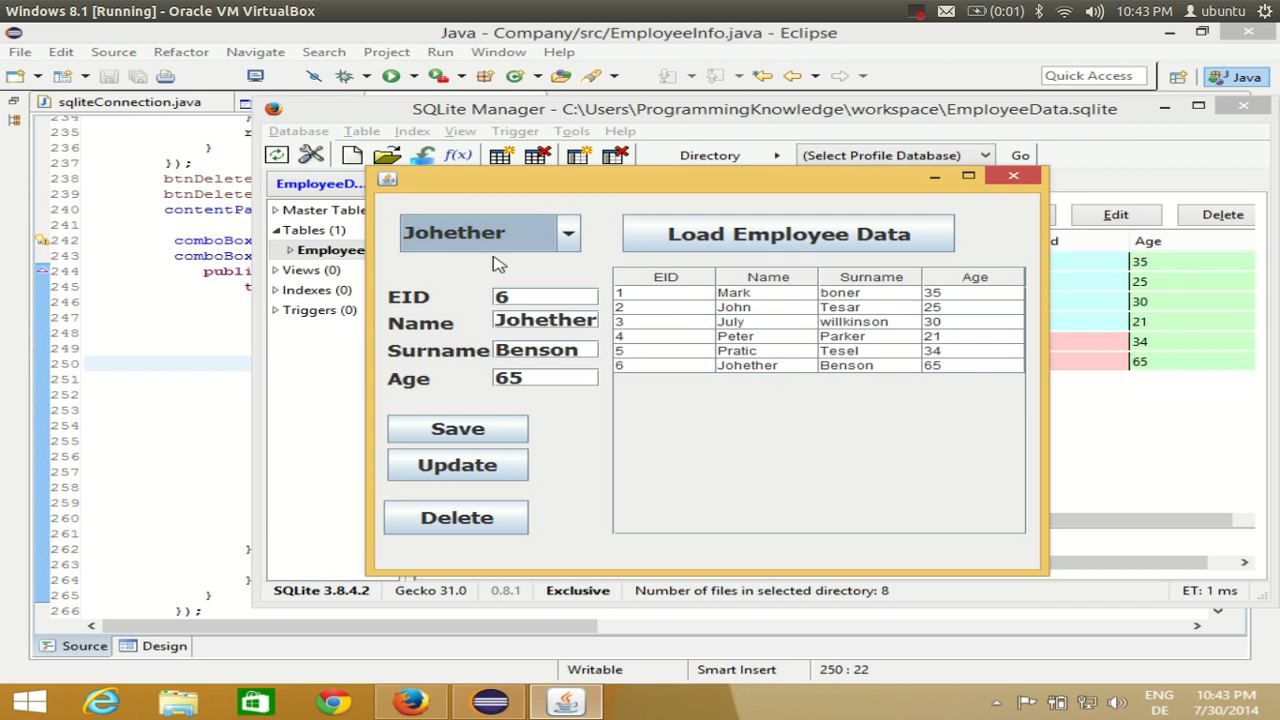 Windows 8.1 [Running] - Oracle VM VirtualBox
(0:01) 10:43 PM ubuntu
Java - Company/src/EmployeeInfo.java - Eclipse
File Edit Source Refactor Navigate Search Project Run Window Help
Quick Access Java
sqliteConnection.java
SQLite Manager - C:\Users\ProgrammingKnowledge\workspace\EmployeeData.sqlite
Database Table Index View Trigger Tools Help
f(x) Directory (Select Profile Database) Go
EmployeeD...
Master Table
Tables (1)
Employee
Views (0)
Indexes (0)
Triggers (0)
Edit Delete
d Age
35
25
30
21
34
65
234 }
235 r
236 }
237 });
238 btnDelete
239 btnDelete
240 contentPa
241
242 comboBox
243 comboBox
244 publi
245 t
246
247
248
249
250
251
252
253
254
255
256
257
258
259
260
261
262 }
263
264 }
265 }
266 });
Johether
Load Employee Data
EID 6
Name Johether
Surname Benson
Age 65
Save
Update
Delete
EID Name Surname Age
1 Mark boner 35
2 John Tesar 25
3 July willkinson 30
4 Peter Parker 21
5 Pratic Tesel 34
6 Johether Benson 65
SQLite 3.8.4.2 Gecko 31.0 0.8.1 Exclusive Number of files in selected directory: 8 ET: 1 ms
Source Design
Writable Smart Insert 250 : 22
ENG 10:43 PM
DE 7/30/2014